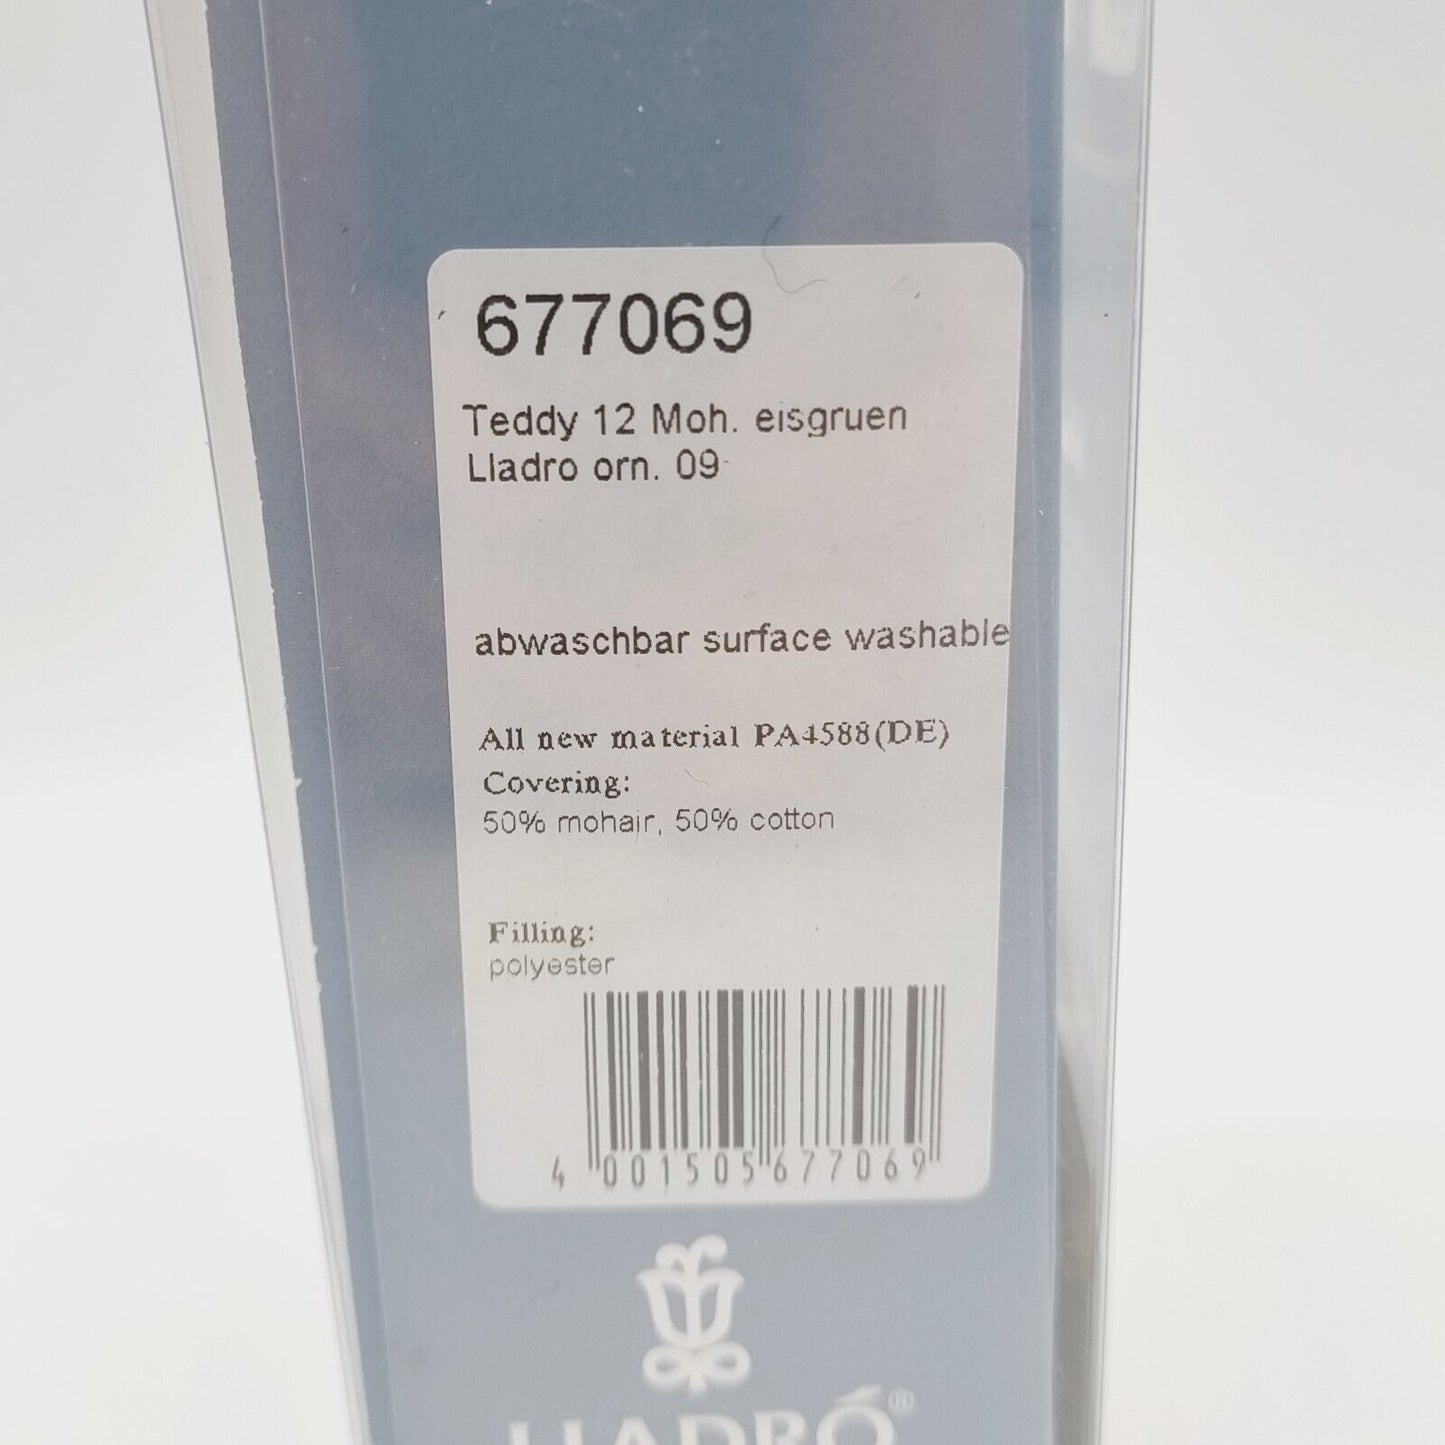 677069
Teddy 12 Moh. eisgruen
Lladro orn. 09
abwaschbar surface washable
All new material PA4588(DE)
Covering:
50% mohair, 50% cotton
Filling:
polyester
4 001505 677069
LLADRÓ®